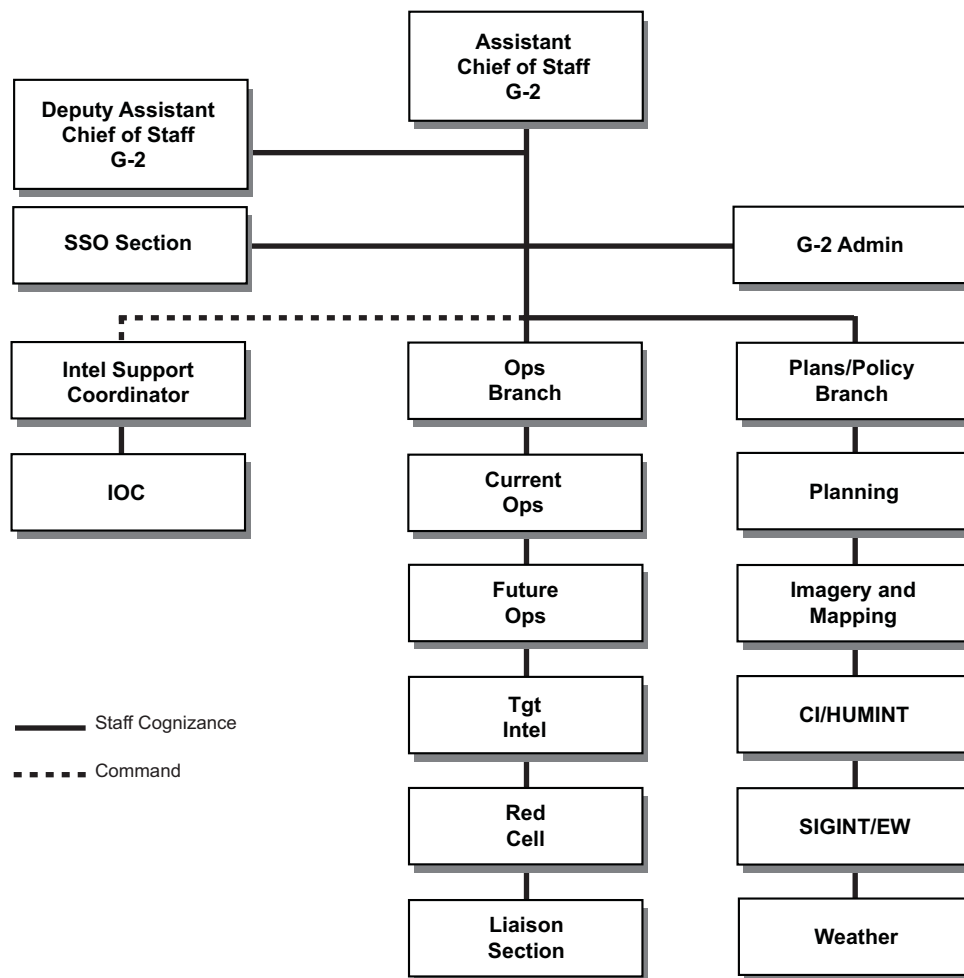 Assistant
Chief of Staff
G-2
Deputy Assistant
Chief of Staff
G-2
SSO Section
G-2 Admin
Intel Support
Coordinator
Ops
Branch
Plans/Policy
Branch
IOC
Current
Ops
Planning
Future
Ops
Imagery and
Mapping
Tgt
Intel
CI/HUMINT
Staff Cognizance
Command
Red
Cell
SIGINT/EW
Liaison
Section
Weather